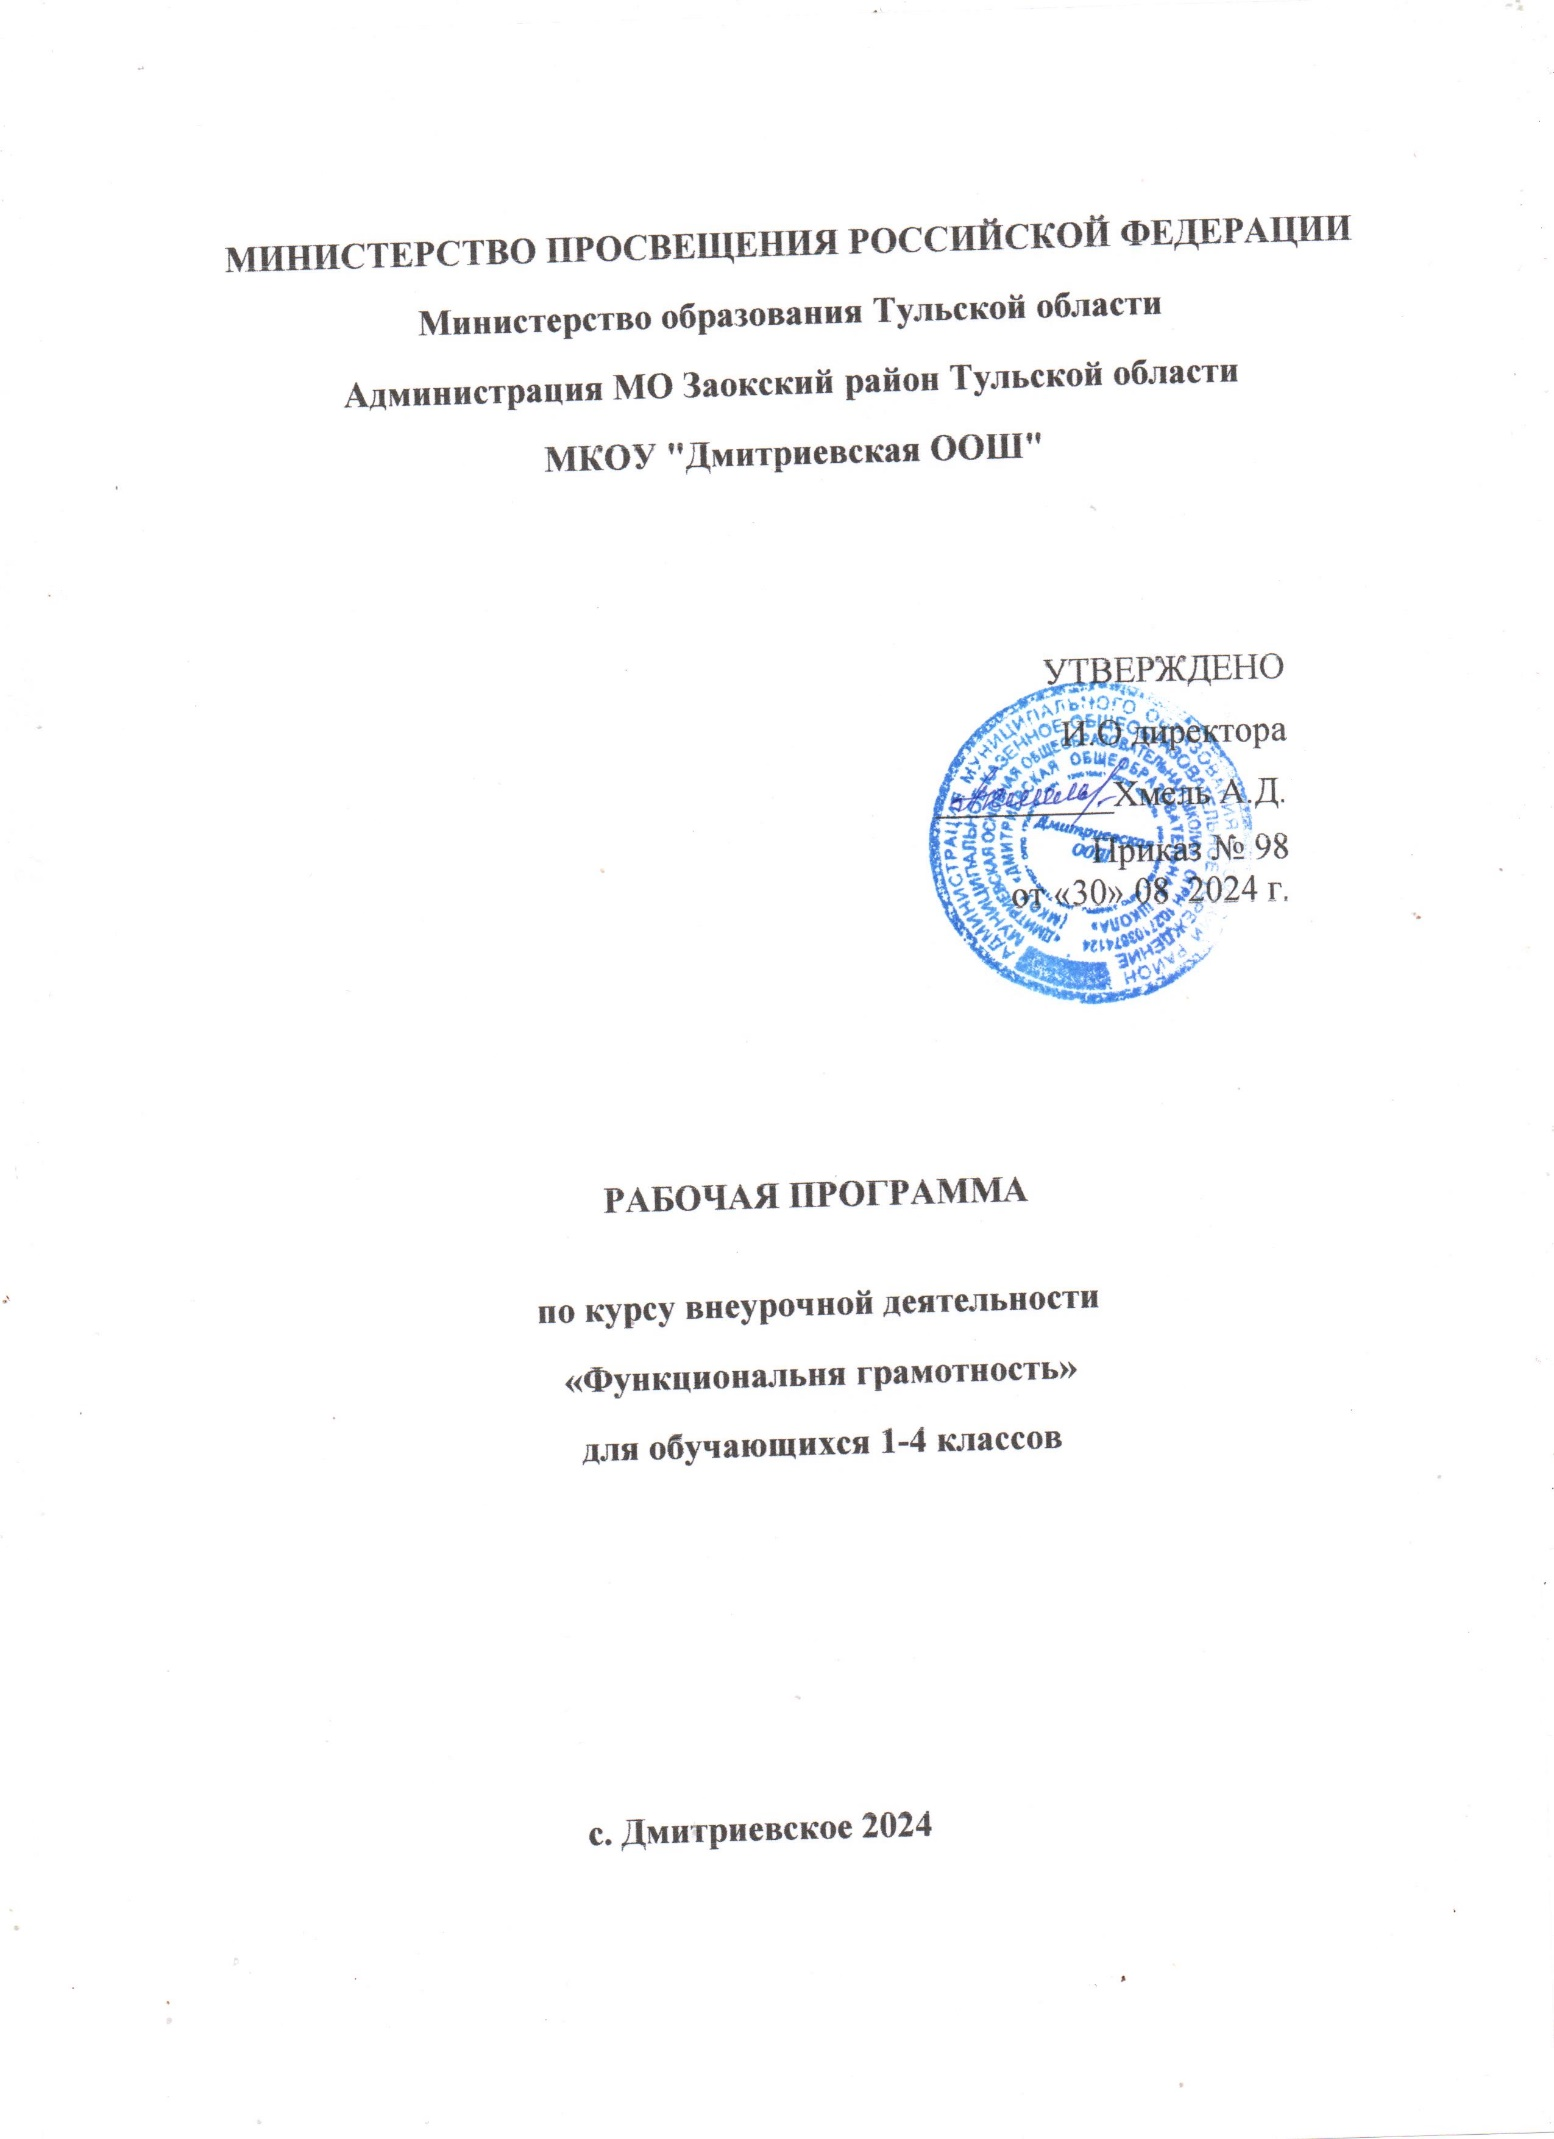 МИНИСТЕРСТВО ПРОСВЕЩЕНИЯ РОССИЙСКОЙ ФЕДЕРАЦИИ
Министерство образования Тульской области
Администрация МО Заокский район Тульской области
МКОУ "Дмитриевская ООШ"
УТВЕРЖДЕНО
И.О директора
Хмель А.Д.
Приказ № 98
от «30» 08 2024 г.
Дмитриевская
ООШ
РАБОЧАЯ ПРОГРАММА
по курсу внеурочной деятельности
«Функциональня грамотность»
для обучающихся 1-4 классов
с. Дмитриевское 2024